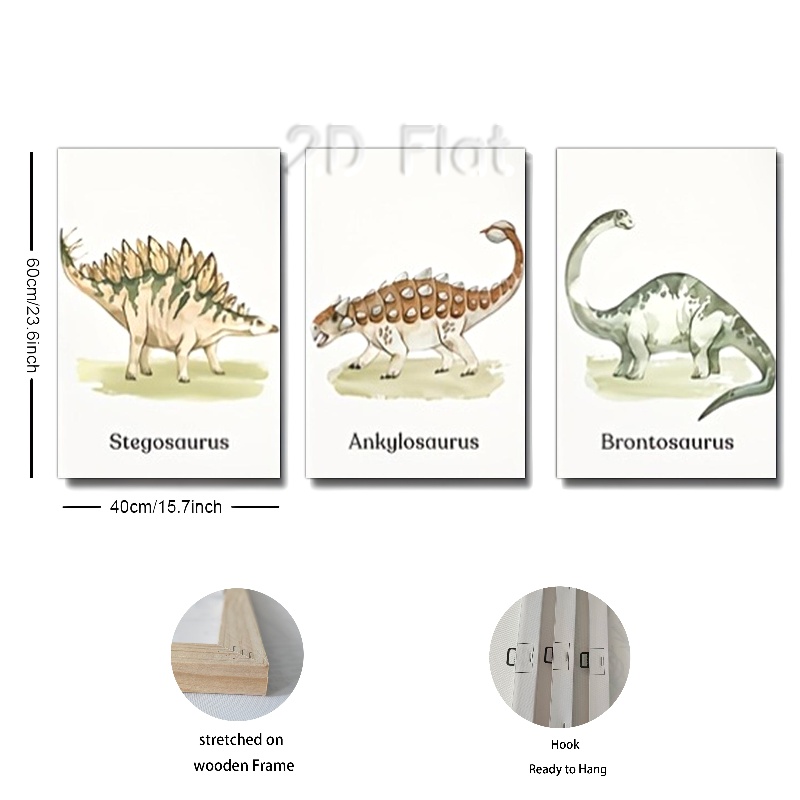 2D Flat
60cm/23.6inch
Stegosaurus
Ankylosaurus
Brontosaurus
40cm/15.7inch
stretched on
wooden Frame
Hook
Ready to Hang